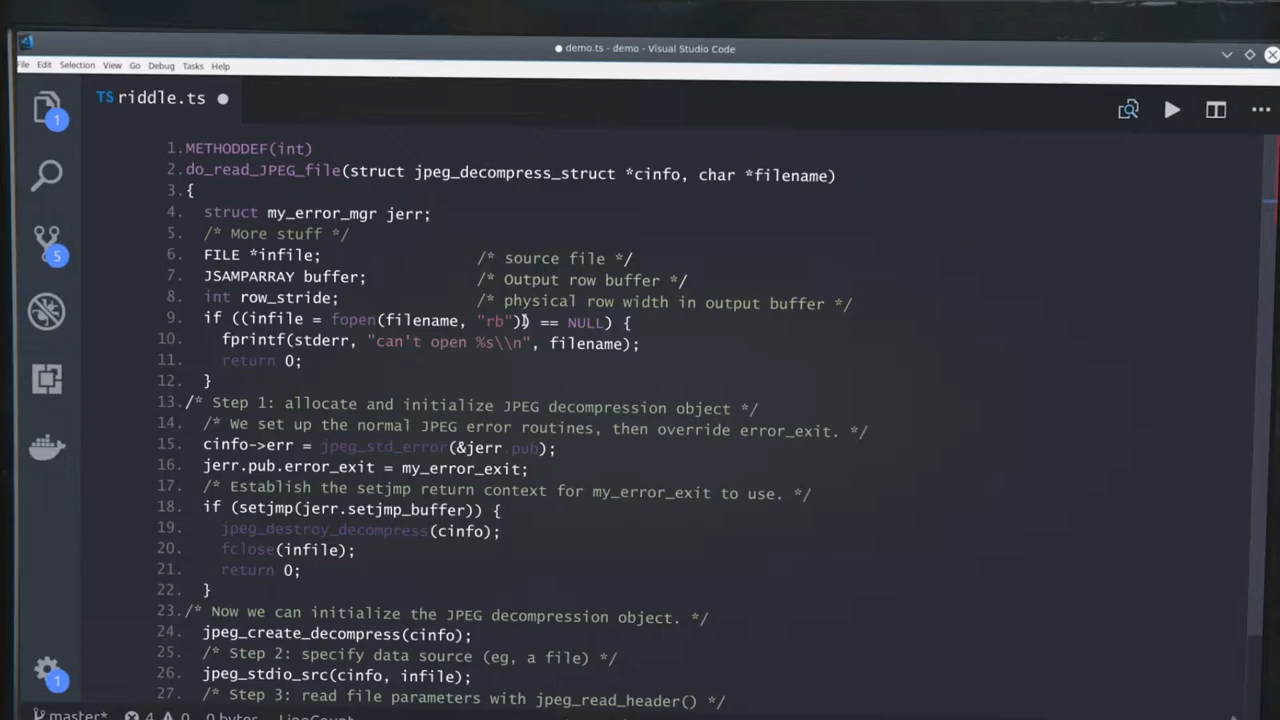 demo.ts - demo - Visual Studio Code
File Edit Selection View Go Debug Tasks Help
TS riddle.ts
1
5
1
1.METHODDEF(int)
2.do_read_JPEG_file(struct jpeg_decompress_struct *cinfo, char *filename)
3.{
4. struct my_error_mgr jerr;
5. /* More stuff */
6. FILE *infile; /* source file */
7. JSAMPARRAY buffer; /* Output row buffer */
8. int row_stride; /* physical row width in output buffer */
9. if ((infile = fopen(filename, "rb")) == NULL) {
10. fprintf(stderr, "can't open %s\\n", filename);
11. return 0;
12. }
13./* Step 1: allocate and initialize JPEG decompression object */
14. /* We set up the normal JPEG error routines, then override error_exit. */
15. cinfo->err = jpeg_std_error(&jerr.pub);
16. jerr.pub.error_exit = my_error_exit;
17. /* Establish the setjmp return context for my_error_exit to use. */
18. if (setjmp(jerr.setjmp_buffer)) {
19. jpeg_destroy_decompress(cinfo);
20. fclose(infile);
21. return 0;
22. }
23./* Now we can initialize the JPEG decompression object. */
24. jpeg_create_decompress(cinfo);
25. /* Step 2: specify data source (eg, a file) */
26. jpeg_stdio_src(cinfo, infile);
27. /* Step 3: read file parameters with jpeg_read_header() */
master* 4 0 0 bytes LineCount